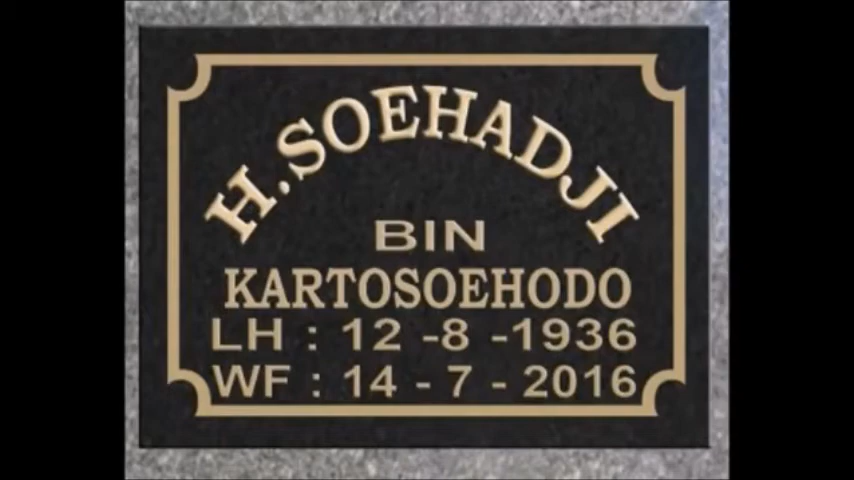 H. SOEHADJI
BIN
KARTOSOEHODO
LH : 12 -8 -1936
WF : 14 - 7 - 2016